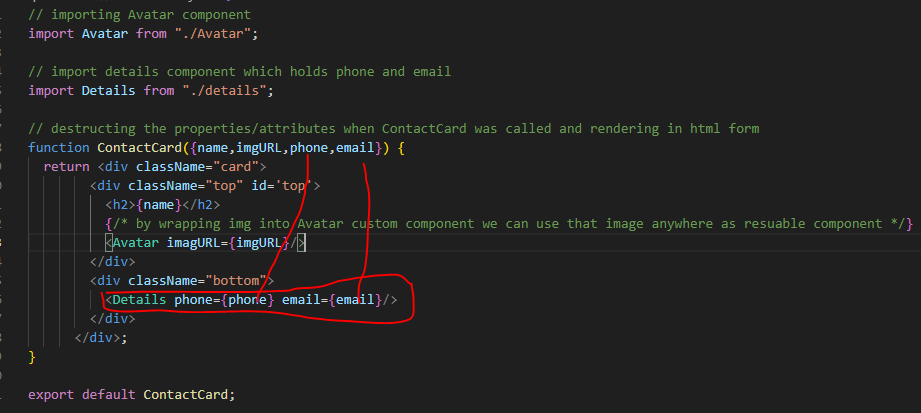 // importing Avatar component
import Avatar from "./Avatar";
// import details component which holds phone and email
import Details from "./details";
// destructing the properties/attributes when ContactCard was called and rendering in html form
function ContactCard({name,imgURL,phone,email}) {
return <div className="card">
<div className="top" id='top'>
<h2>{name}</h2>
{/* by wrapping img into Avatar custom component we can use that image anywhere as resuable component */}
<Avatar imagURL={imgURL}/>
</div>
<div className="bottom">
<Details phone={phone} email={email}/>
</div>
</div>;
}
export default ContactCard;